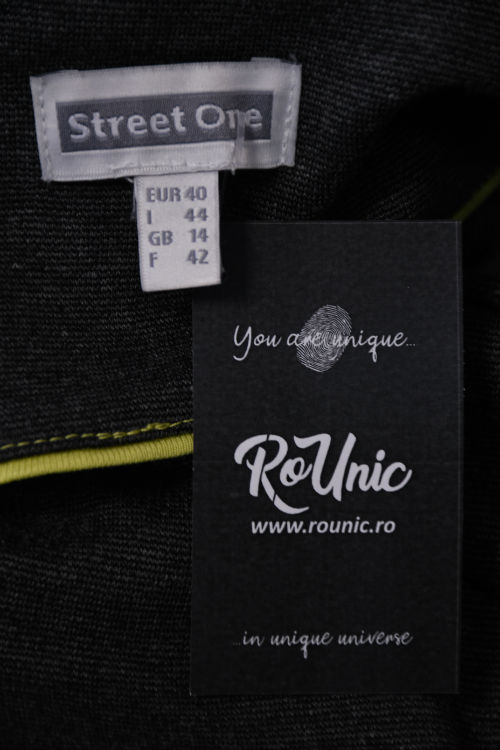 Street One
EUR 40
I 44
GB 14
F 42
You are unique...
RoUnic
www.rounic.ro
...in unique universe